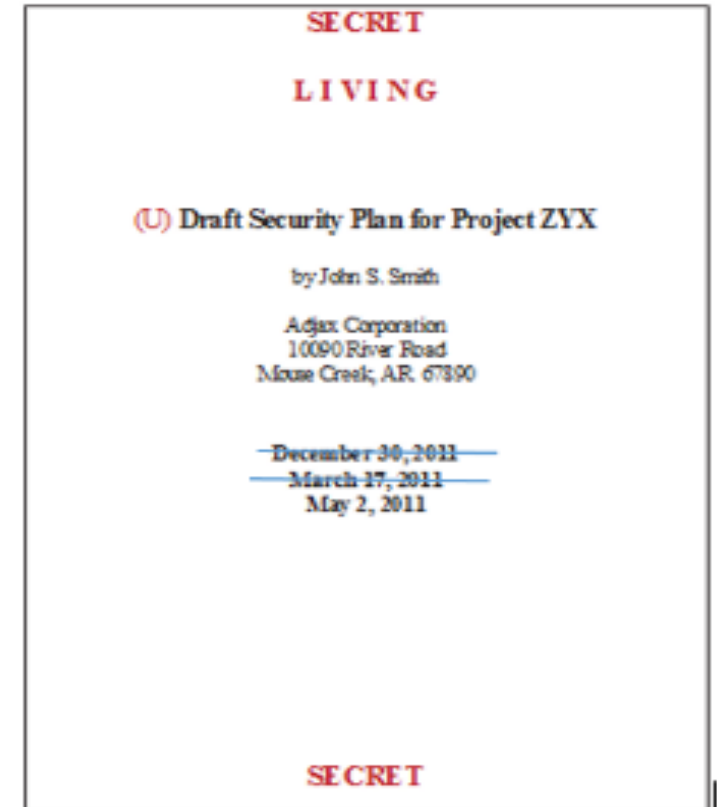 SECRET
LIVING
(U) Draft Security Plan for Project ZYX
by John S. Smith
Adjax Corporation
10090 River Road
Mouse Creek, AR 67890
December 30, 2011
March 17, 2011
May 2, 2011
SECRET